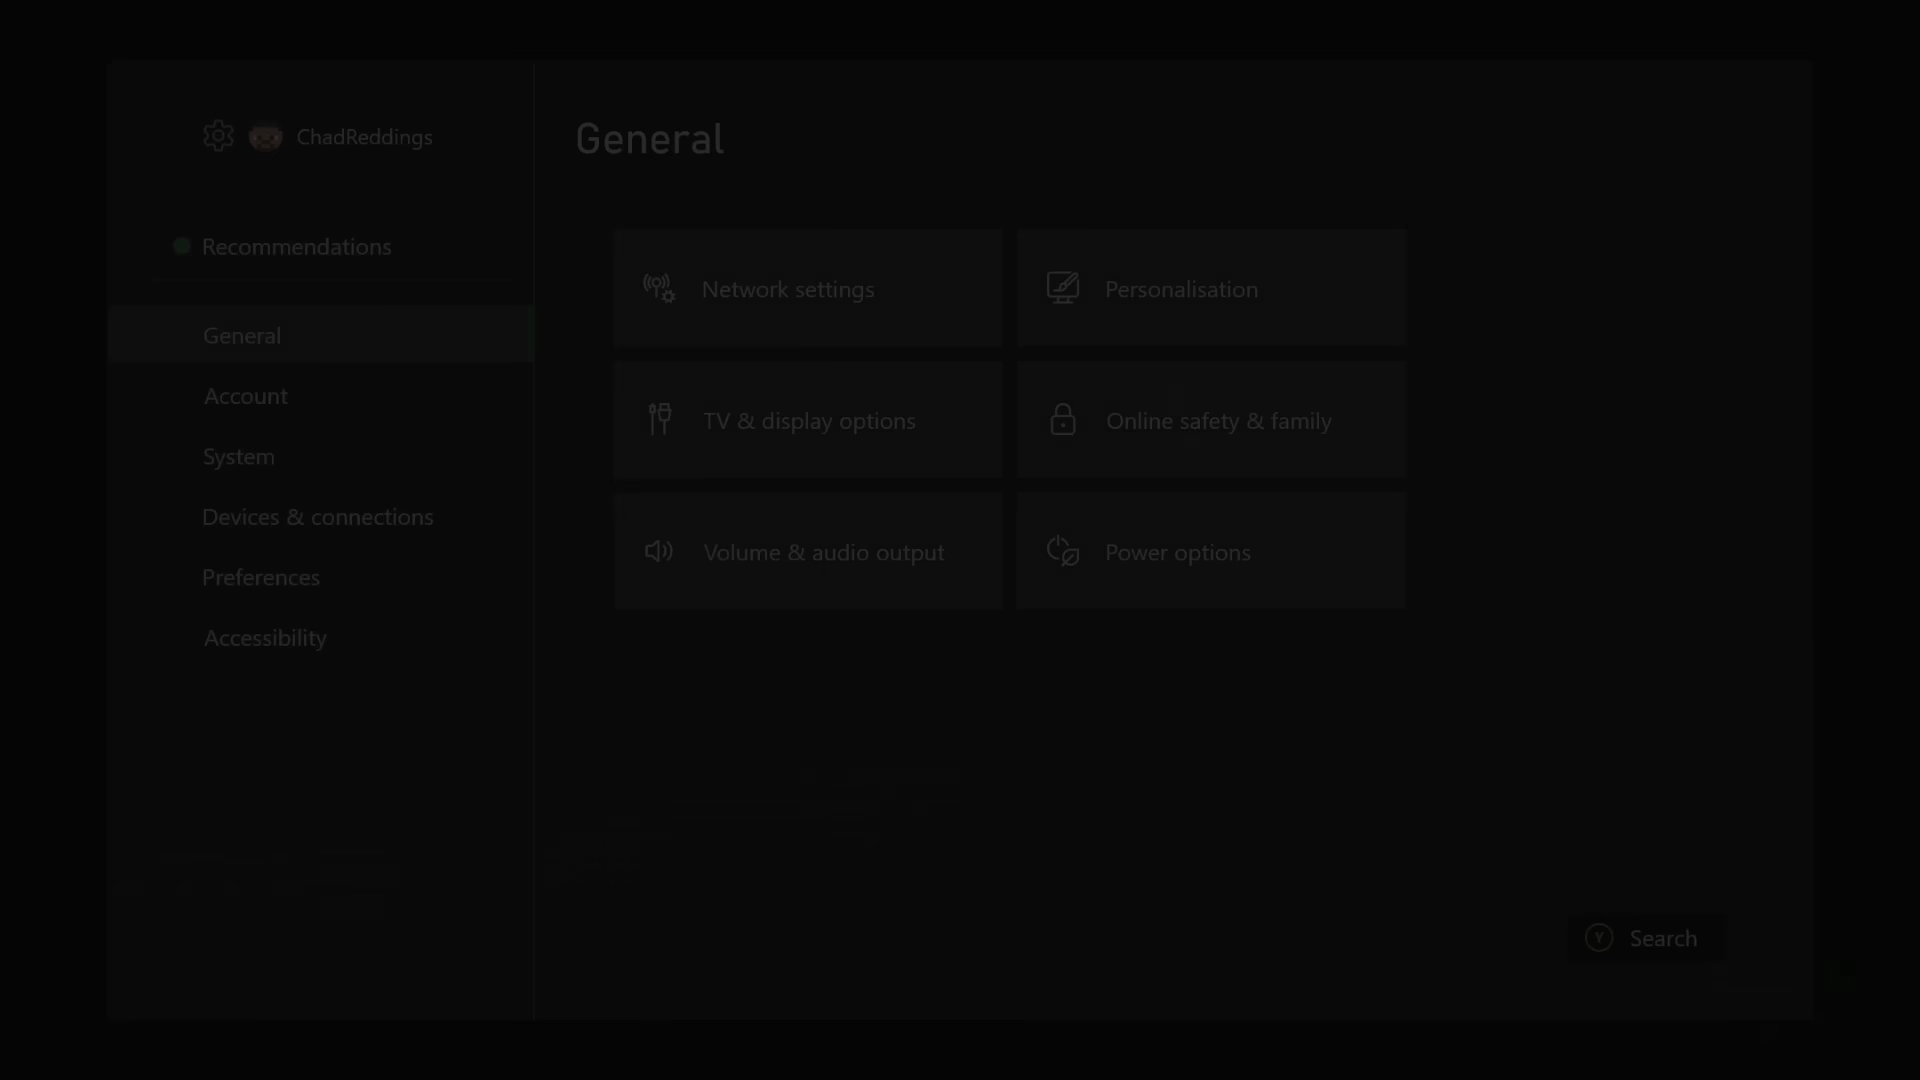 ChadReddings
Recommendations
General
Account
System
Devices & connections
Preferences
Accessibility
General
Network settings
Personalisation
TV & display options
Online safety & family
Volume & audio output
Power options
Y Search